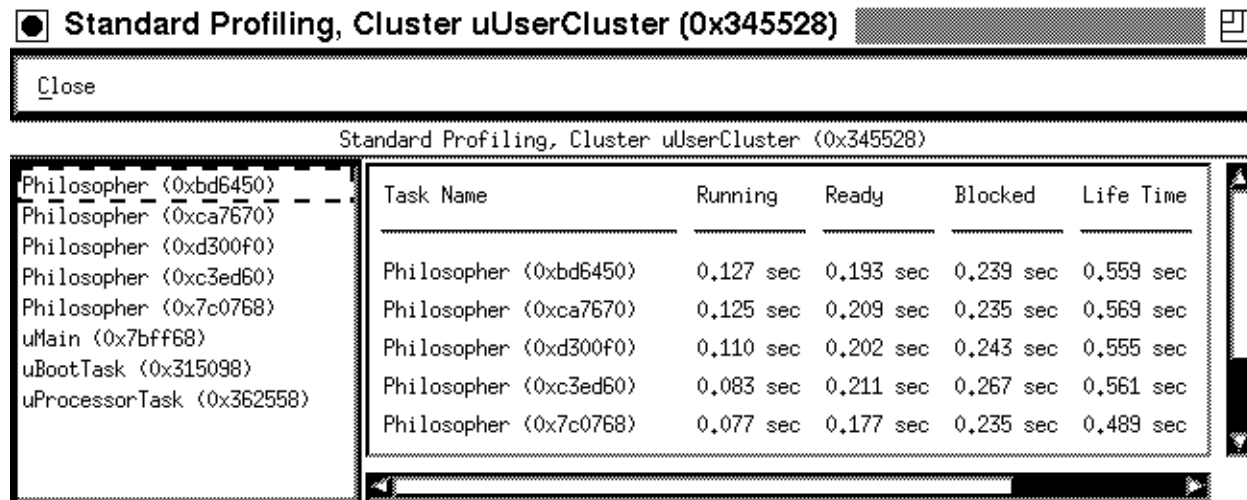 Standard Profiling, Cluster uUserCluster (0x345528)
Close
Standard Profiling, Cluster uUserCluster (0x345528)
Philosopher (0xbd6450)
Philosopher (0xca7670)
Philosopher (0xd300f0)
Philosopher (0xc3ed60)
Philosopher (0x7c0768)
uMain (0x7bff68)
uBootTask (0x315098)
uProcessorTask (0x362558)
Task Name Running Ready Blocked Life Time
Philosopher (0xbd6450) 0.127 sec 0.193 sec 0.239 sec 0.559 sec
Philosopher (0xca7670) 0.125 sec 0.209 sec 0.235 sec 0.569 sec
Philosopher (0xd300f0) 0.110 sec 0.202 sec 0.243 sec 0.555 sec
Philosopher (0xc3ed60) 0.083 sec 0.211 sec 0.267 sec 0.561 sec
Philosopher (0x7c0768) 0.077 sec 0.177 sec 0.235 sec 0.489 sec